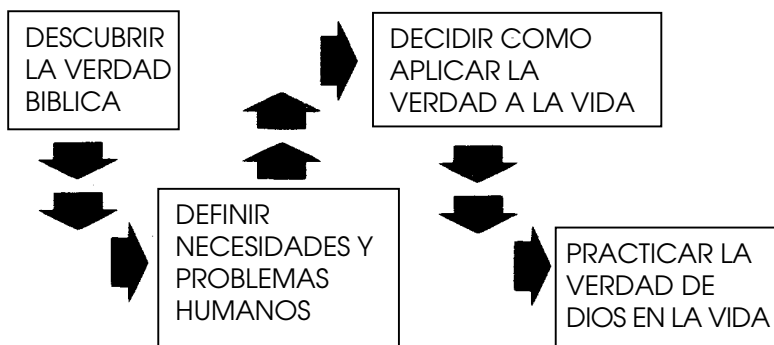 DESCUBRIR
LA VERDAD
BIBLICA
DEFINIR
NECESIDADES Y
PROBLEMAS
HUMANOS
DECIDIR COMO
APLICAR LA
VERDAD A LA VIDA
PRACTICAR LA
VERDAD DE
DIOS EN LA VIDA